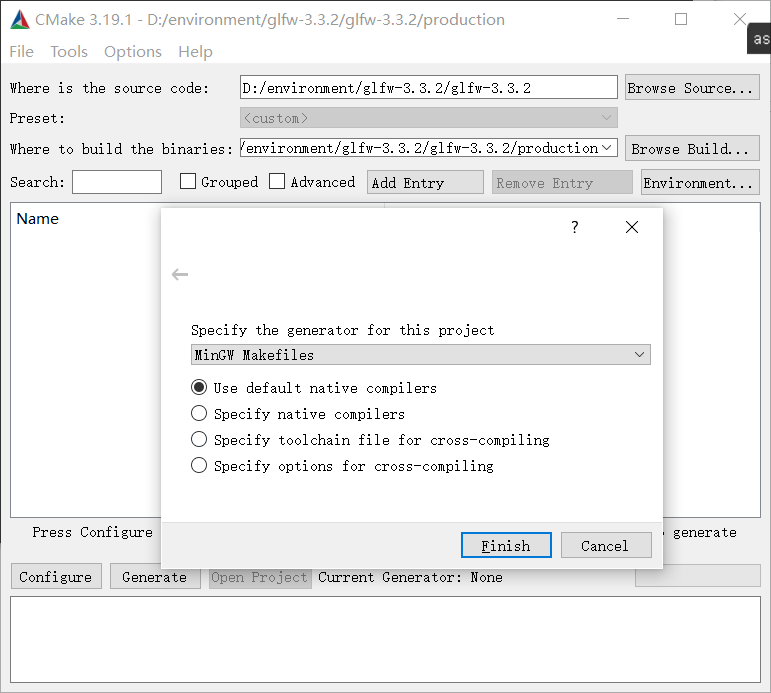 CMake 3.19.1 - D:/environment/glfw-3.3.2/glfw-3.3.2/production
as
File Tools Options Help
Where is the source code: D:/environment/glfw-3.3.2/glfw-3.3.2 Browse Source...
Preset: <custom>
Where to build the binaries: /environment/glfw-3.3.2/glfw-3.3.2/production Browse Build...
Search: Grouped Advanced Add Entry Remove Entry Environment...
Name
?
Specify the generator for this project
MinGW Makefiles
Use default native compilers
Specify native compilers
Specify toolchain file for cross-compiling
Specify options for cross-compiling
Press Configure generate
Finish Cancel
Configure Generate Open Project Current Generator: None